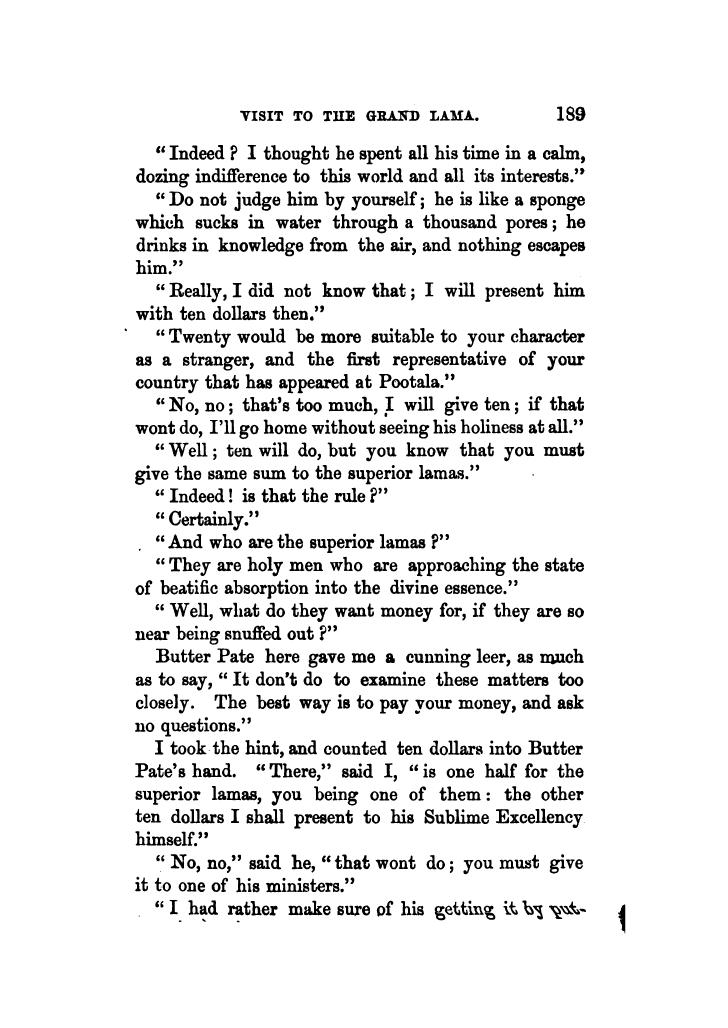 VISIT TO THE GRAND LAMA. 189
"Indeed? I thought he spent all his time in a calm,
dozing indifference to this world and all its interests."
"Do not judge him by yourself; he is like a sponge
which sucks in water through a thousand pores; he
drinks in knowledge from the air, and nothing escapes
him."
"Really, I did not know that; I will present him
with ten dollars then."
"Twenty would be more suitable to your character
as a stranger, and the first representative of your
country that has appeared at Pootala."
"No, no; that's too much, I will give ten; if that
wont do, I'll go home without seeing his holiness at all."
"Well; ten will do, but you know that you must
give the same sum to the superior lamas."
"Indeed! is that the rule?"
"Certainly."
"And who are the superior lamas?"
"They are holy men who are approaching the state
of beatific absorption into the divine essence."
"Well, what do they want money for, if they are so
near being snuffed out?"
Butter Pate here gave me a cunning leer, as much
as to say, "It don't do to examine these matters too
closely. The best way is to pay your money, and ask
no questions."
I took the hint, and counted ten dollars into Butter
Pate's hand. "There," said I, "is one half for the
superior lamas, you being one of them: the other
ten dollars I shall present to his Sublime Excellency
himself."
"No, no," said he, "that wont do; you must give
it to one of his ministers."
"I had rather make sure of his getting it by put-